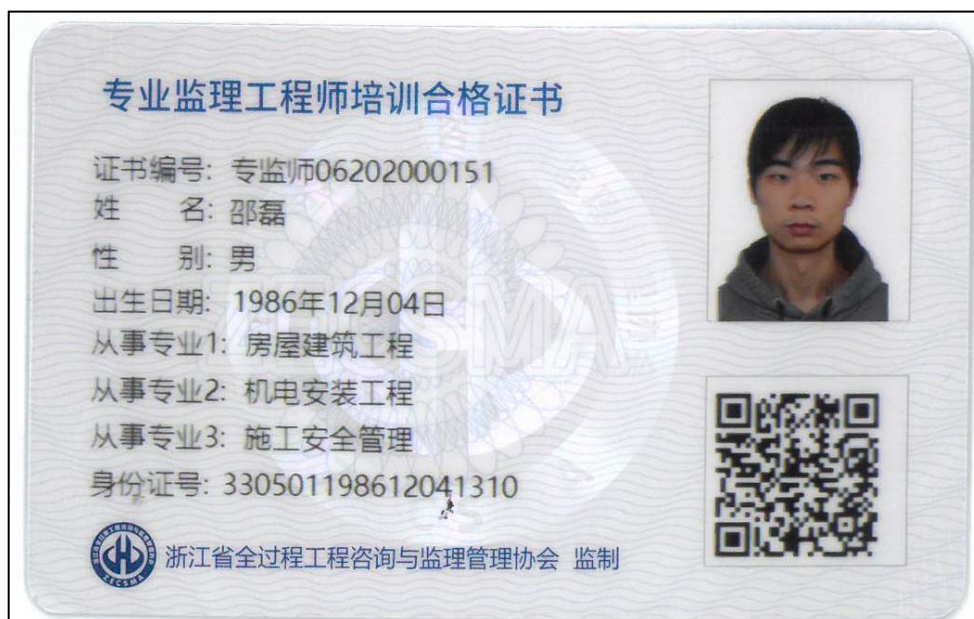 专业监理工程师培训合格证书
证书编号: 专监师06202000151
姓 名: 邵磊
性 别: 男
出生日期: 1986年12月04日
从事专业1: 房屋建筑工程
从事专业2: 机电安装工程
从事专业3: 施工安全管理
身份证号: 330501198612041310
ZECSMA
浙江省全过程工程咨询与监理管理协会 监制